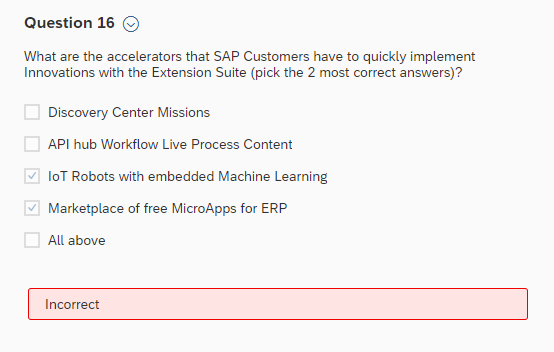 Question 16
What are the accelerators that SAP Customers have to quickly implement
Innovations with the Extension Suite (pick the 2 most correct answers)?
Discovery Center Missions
API hub Workflow Live Process Content
IoT Robots with embedded Machine Learning
Marketplace of free MicroApps for ERP
All above
Incorrect